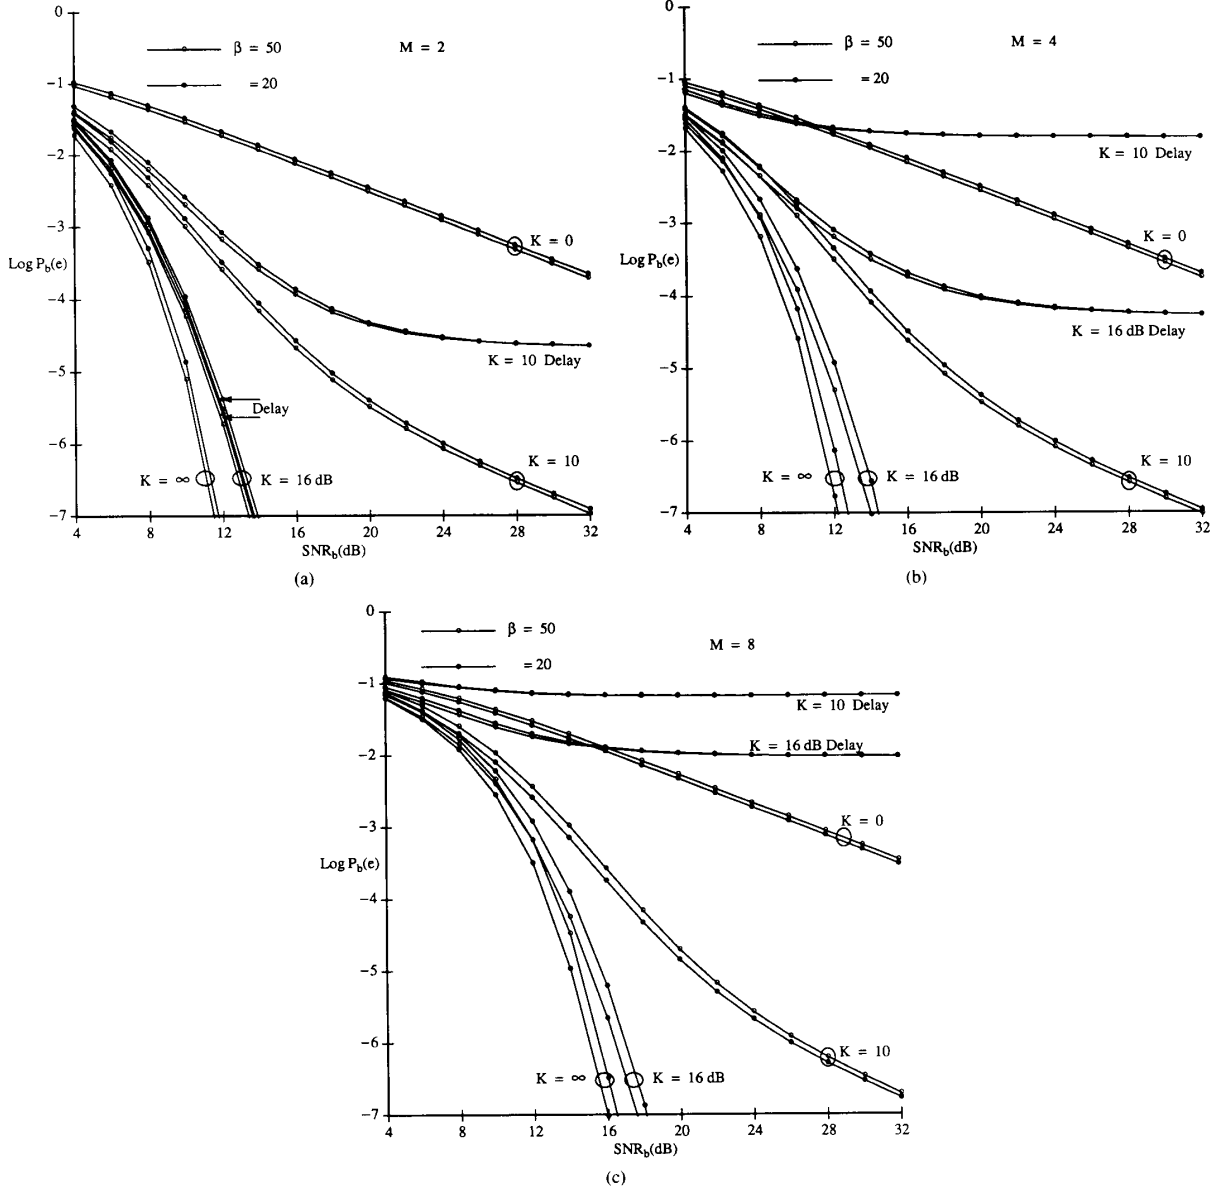 0
-1
-2
-3
-4
-5
-6
-7
Log P_b(e)
β = 50
= 20
M = 2
K = 0
K = 10 Delay
Delay
K = 10
K = ∞
K = 16 dB
4 8 12 16 20 24 28 32
SNR_b(dB)
(a)
0
-1
-2
-3
-4
-5
-6
-7
Log P_b(e)
β = 50
= 20
M = 4
K = 10 Delay
K = 0
K = 16 dB Delay
K = 10
K = ∞
K = 16 dB
4 8 12 16 20 24 28 32
SNR_b(dB)
(b)
0
-1
-2
-3
-4
-5
-6
-7
Log P_b(e)
β = 50
= 20
M = 8
K = 10 Delay
K = 16 dB Delay
K = 0
K = 10
K = ∞
K = 16 dB
4 8 12 16 20 24 28 32
SNR_b(dB)
(c)